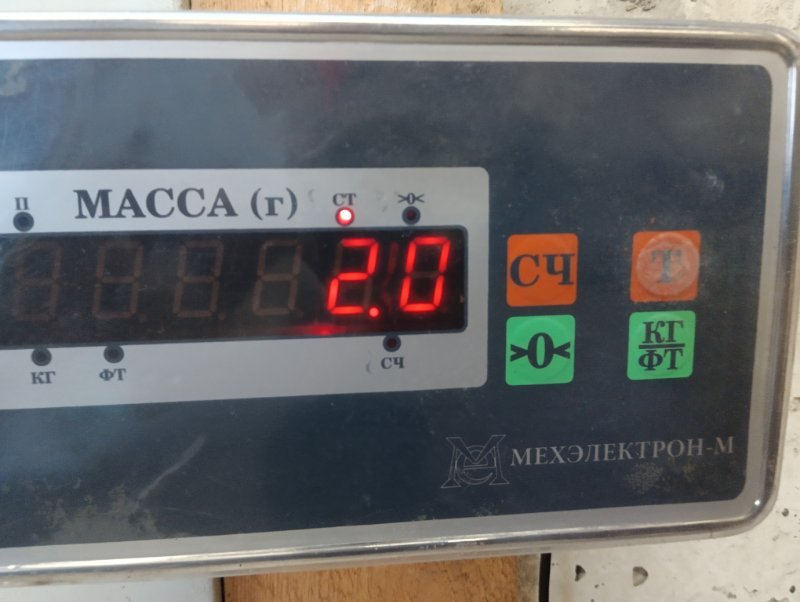 П МАССА (г) СТ >0<
2.0
КГ ФТ СЧ
СЧ Т
>0< КГ
ФТ
МЕХЭЛЕКТРОН-М